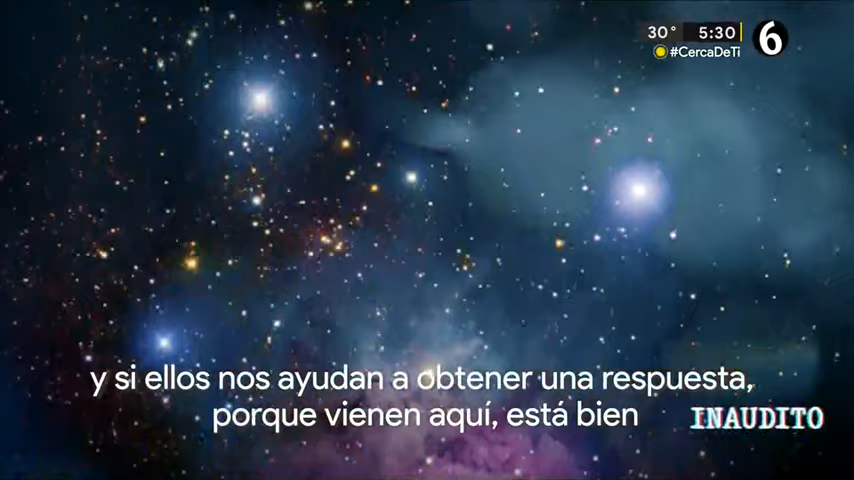 30° 5:30 6
#CercaDeTi
y si ellos nos ayudan a obtener una respuesta,
porque vienen aquí, está bien
INAUDITO